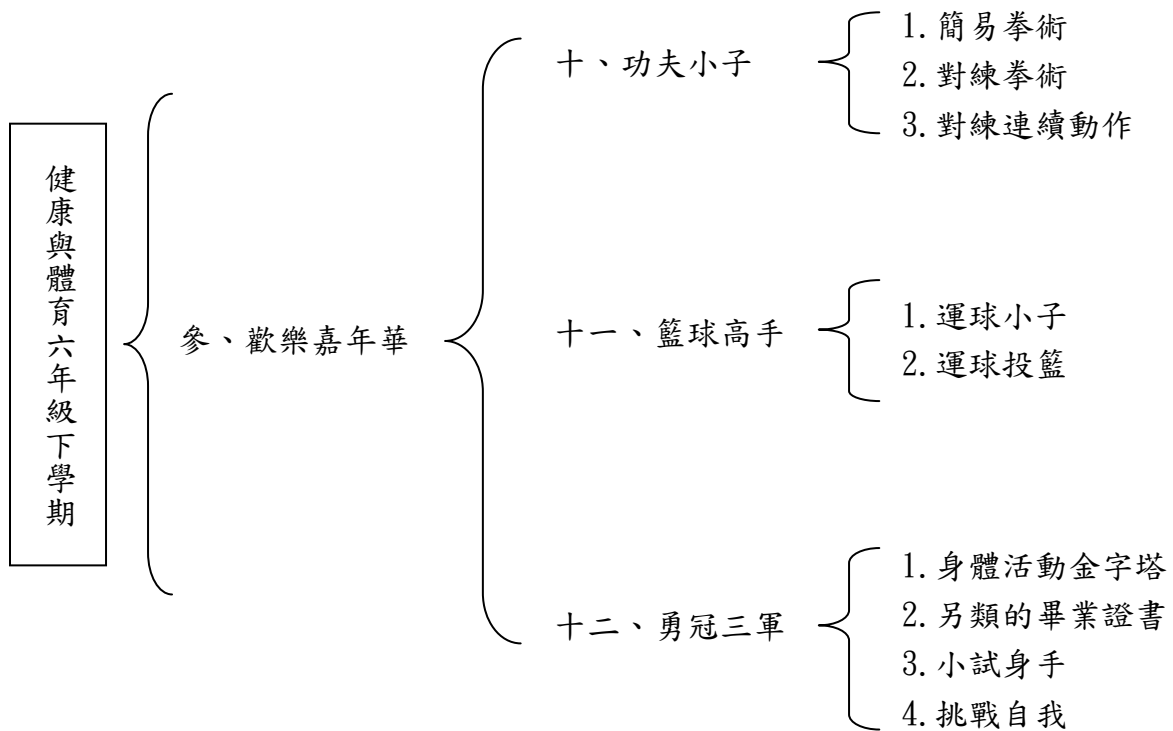 健康與體育六年級下學期
參、歡樂嘉年華
十、功夫小子
1.簡易拳術
2.對練拳術
3.對練連續動作
十一、籃球高手
1.運球小子
2.運球投籃
十二、勇冠三軍
1.身體活動金字塔
2.另類的畢業證書
3.小試身手
4.挑戰自我